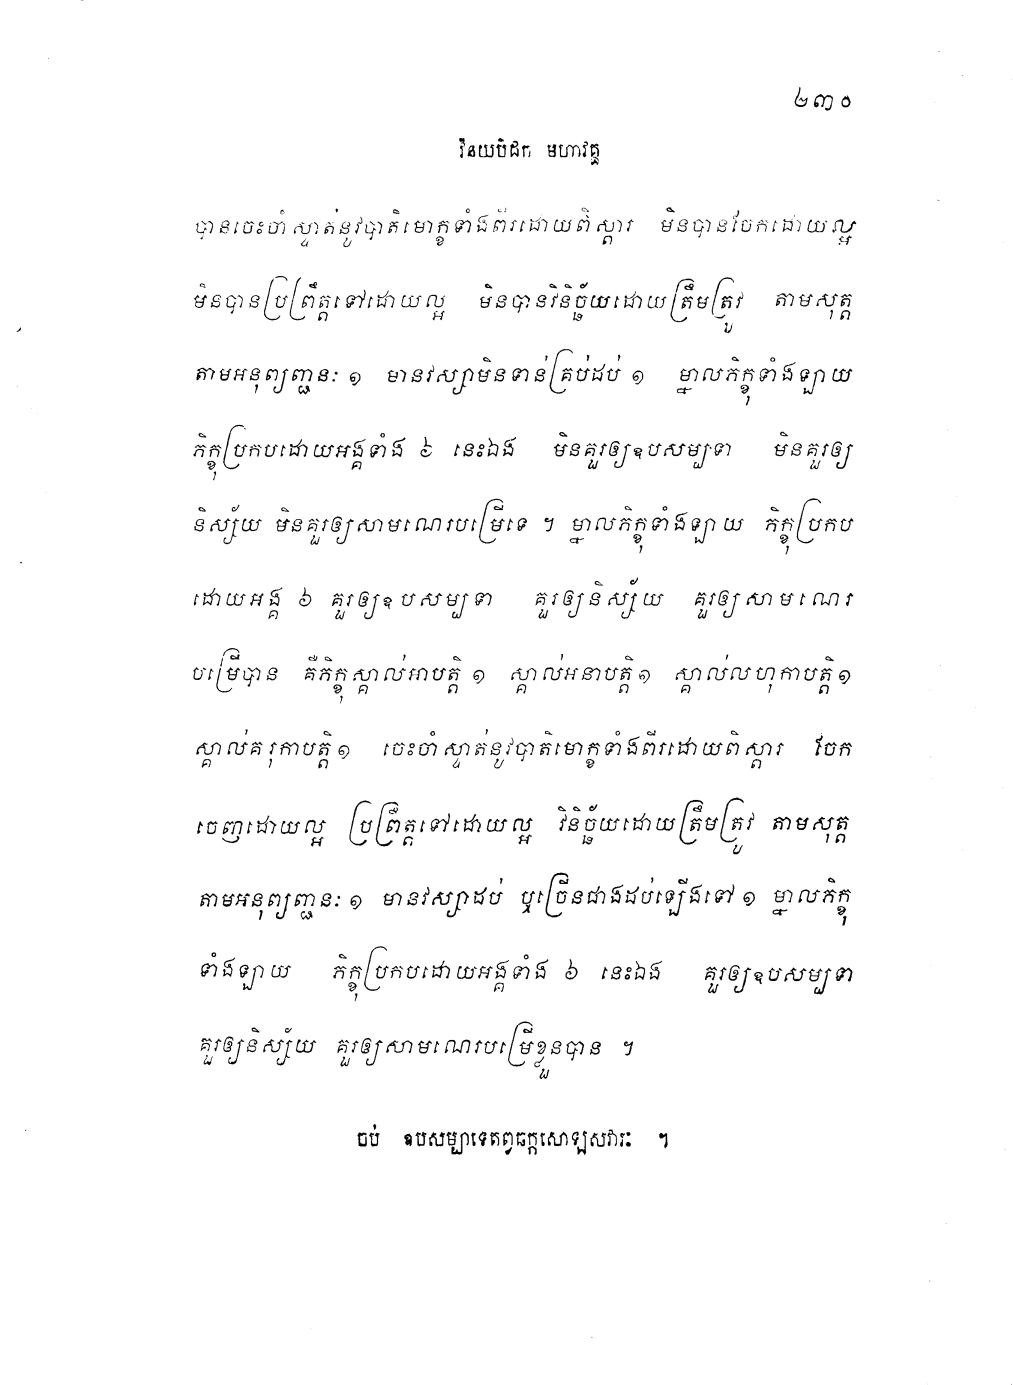 ២៣០
វិនយបិដក មហាវគ្គ
បានចេះចាំ ស្ទាត់នូវបាតិមោក្ខទាំងពីរដោយពិស្តារ មិនបានចែកដោយល្អ
មិនបានប្រព្រឹត្តទៅដោយល្អ មិនបានវិនិច្ឆ័យដោយត្រឹមត្រូវ តាមសុត្ត
តាមអនុព្យញ្ជនៈ ១ មានវស្សាមិនទាន់គ្រប់ដប់ ១ ម្នាលភិក្ខុទាំងឡាយ
ភិក្ខុប្រកបដោយអង្គទាំង ៦ នេះឯង មិនគួរឲ្យឧបសម្បទា មិនគួរឲ្យ
និស្ស័យ មិនគួរឲ្យសាមណេរបម្រើទេ ។ ម្នាលភិក្ខុទាំងឡាយ ភិក្ខុប្រកប
ដោយអង្គ ៦ គួរឲ្យឧបសម្បទា គួរឲ្យនិស្ស័យ គួរឲ្យសាមណេរ
បម្រើបាន គឺភិក្ខុស្គាល់អាបត្តិ ១ ស្គាល់អនាបត្តិ ១ ស្គាល់លហុកាបត្តិ ១
ស្គាល់គរុកាបត្តិ ១ ចេះចាំ ស្ទាត់នូវបាតិមោក្ខទាំងពីរដោយពិស្តារ ចែក
ចេញដោយល្អ ប្រព្រឹត្តទៅដោយល្អ វិនិច្ឆ័យដោយត្រឹមត្រូវ តាមសុត្ត
តាមអនុព្យញ្ជនៈ ១ មានវស្សាដប់ ឬច្រើនជាងដប់ឡើងទៅ ១ ម្នាលភិក្ខុ
ទាំងឡាយ ភិក្ខុប្រកបដោយអង្គទាំង ៦ នេះឯង គួរឲ្យឧបសម្បទា
គួរឲ្យនិស្ស័យ គួរឲ្យសាមណេរបម្រើខ្លួនបាន ។
ចប់ ឧបសម្បាទេតព្វឆក្កសោឡសវារៈ ។